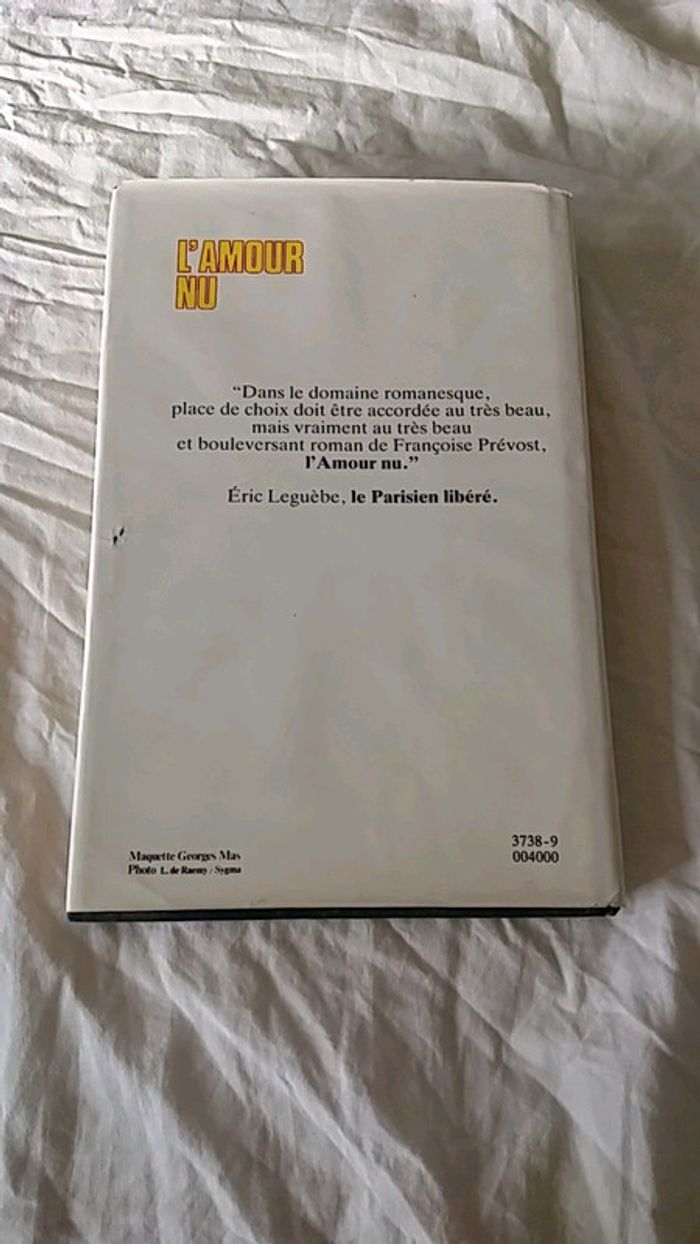 L'AMOUR
NU
“Dans le domaine romanesque,
place de choix doit être accordée au très beau,
mais vraiment au très beau
et bouleversant roman de Françoise Prévost,
l'Amour nu.”
Éric Leguèbe, le Parisien libéré.
Maquette Georges Mas
Photo L. de Raemy / Sygma
3738-9
004000